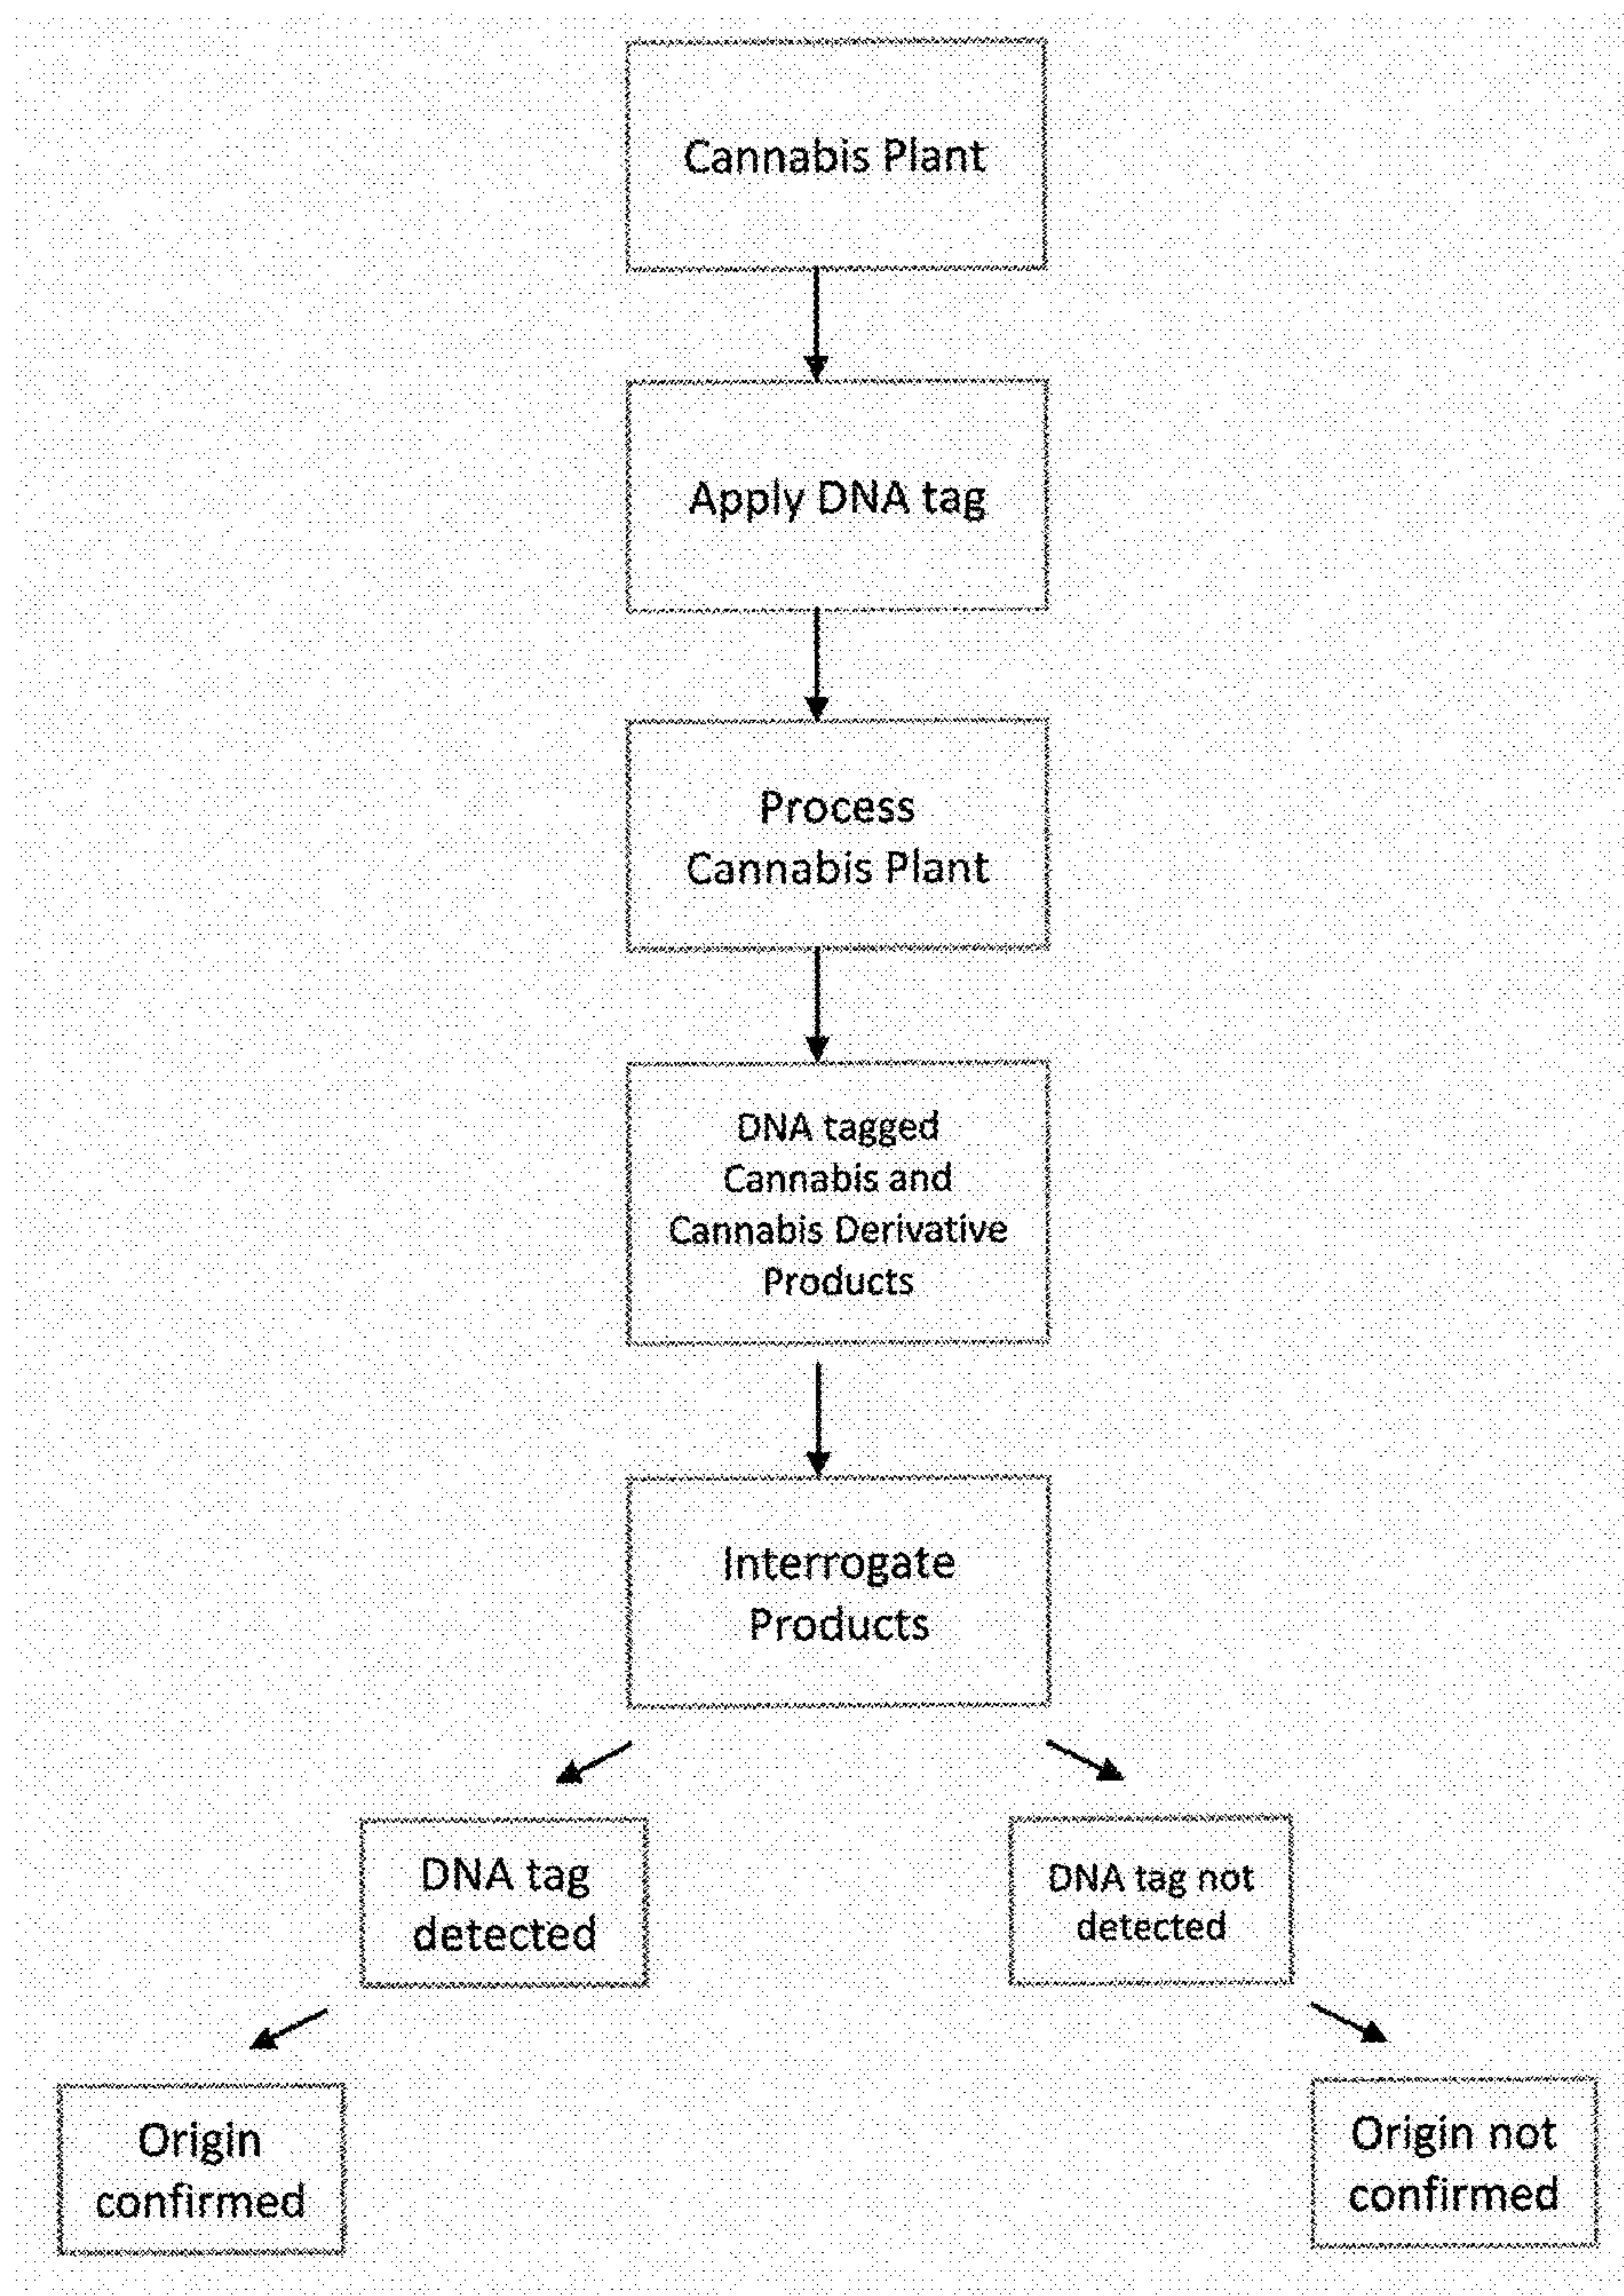 Cannabis Plant
Apply DNA tag
Process
Cannabis Plant
DNA tagged
Cannabis and
Cannabis Derivative
Products
Interrogate
Products
DNA tag
detected
DNA tag not
detected
Origin
confirmed
Origin not
confirmed